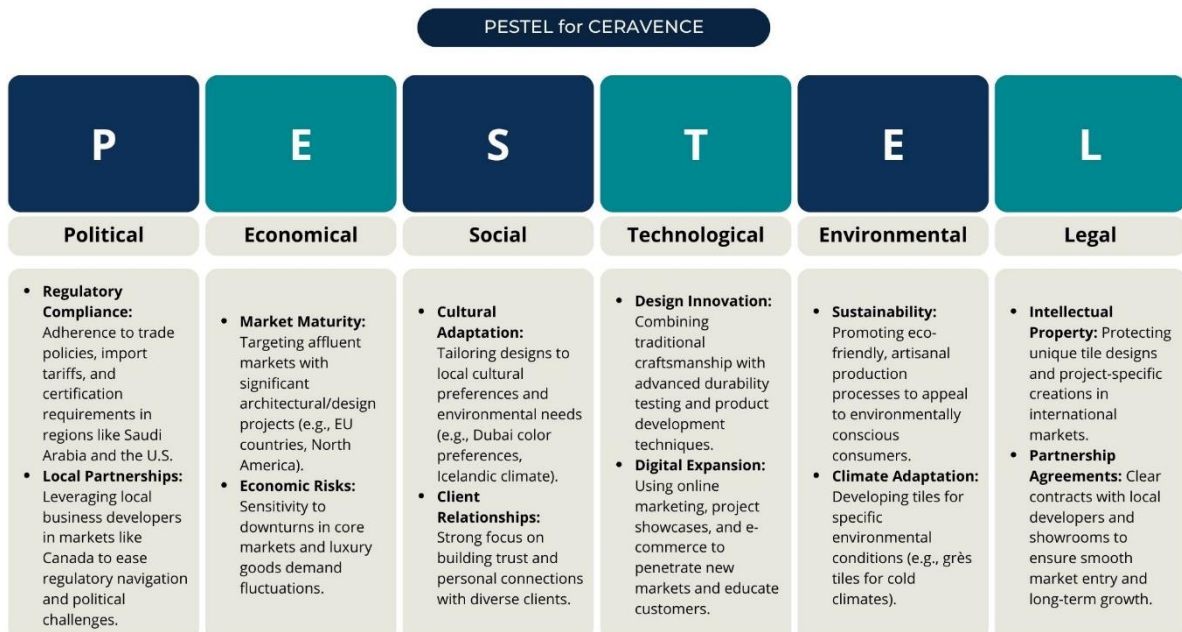 PESTEL for CERAVENCE
P
E
S
T
E
L
Political
Economical
Social
Technological
Environmental
Legal
• Regulatory
Compliance:
Adherence to trade
policies, import
tariffs, and
certification
requirements in
regions like Saudi
Arabia and the U.S.
• Local Partnerships:
Leveraging local
business developers
in markets like
Canada to ease
regulatory navigation
and political
challenges.
• Market Maturity:
Targeting affluent
markets with
significant
architectural/design
projects (e.g., EU
countries, North
America).
• Economic Risks:
Sensitivity to
downturns in core
markets and luxury
goods demand
fluctuations.
• Cultural
Adaptation:
Tailoring designs to
local cultural
preferences and
environmental needs
(e.g., Dubai color
preferences,
Icelandic climate).
• Client
Relationships:
Strong focus on
building trust and
personal connections
with diverse clients.
• Design Innovation:
Combining
traditional
craftsmanship with
advanced durability
testing and product
development
techniques.
• Digital Expansion:
Using online
marketing, project
showcases, and e-
commerce to
penetrate new
markets and educate
customers.
• Sustainability:
Promoting eco-
friendly, artisanal
production
processes to appeal
to environmentally
conscious
consumers.
• Climate Adaptation:
Developing tiles for
specific
environmental
conditions (e.g., grès
tiles for cold
climates).
• Intellectual
Property: Protecting
unique tile designs
and project-specific
creations in
international
markets.
• Partnership
Agreements: Clear
contracts with local
developers and
showrooms to
ensure smooth
market entry and
long-term growth.